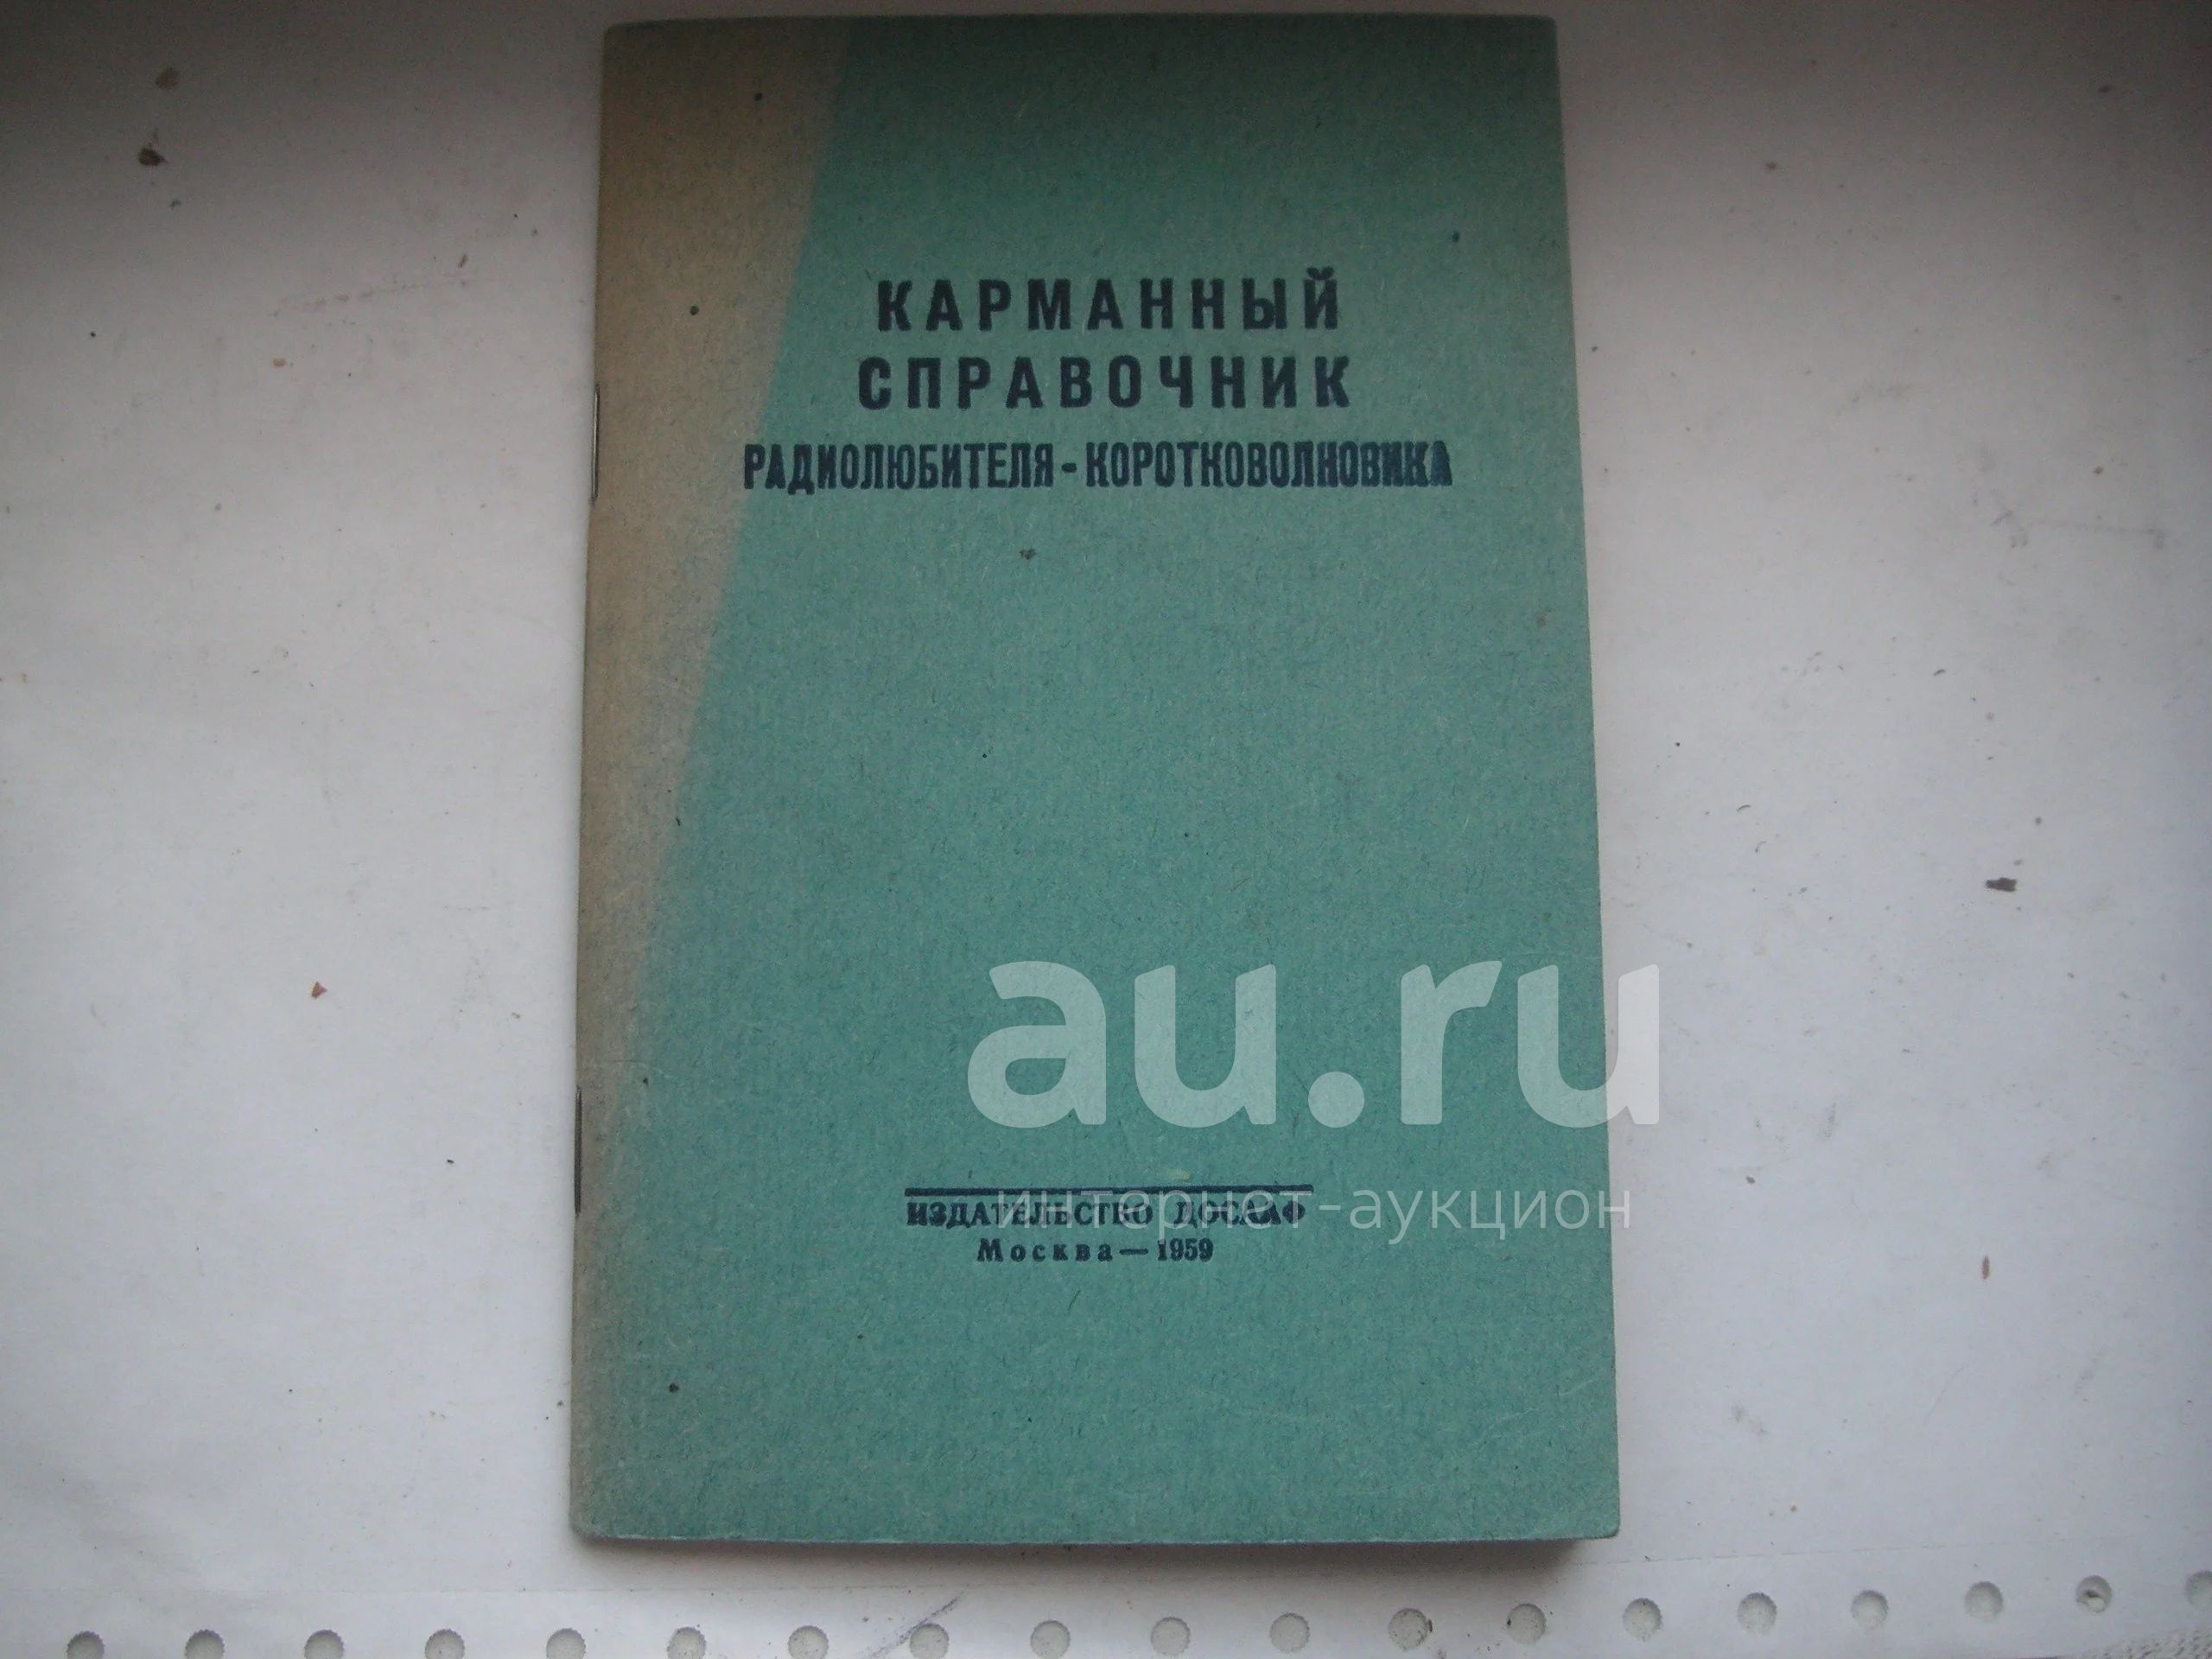 КАРМАННЫЙ
СПРАВОЧНИК
РАДИОЛЮБИТЕЛЯ-КОРОТКОВОЛНОВИКА
au.ru
интернет-аукцион
ИЗДАТЕЛЬСТВО ДОСААФ
Москва — 1959